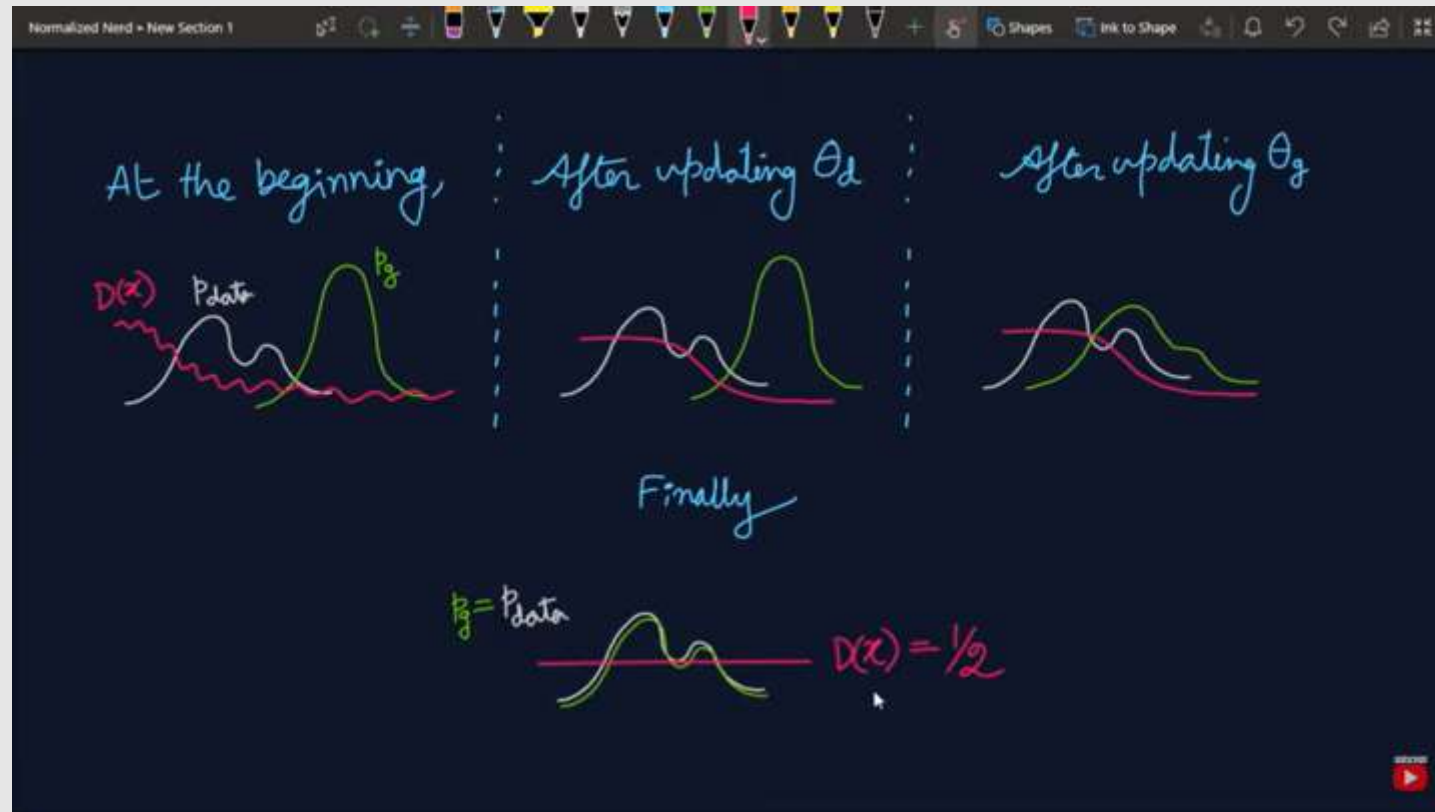 Normalized Nerd • New Section 1
Shapes
Ink to Shape
At the beginning,
After updating θd
After updating θg
D(x)
Pdata
Pg
Finally
Pg = Pdata
D(x) = 1/2